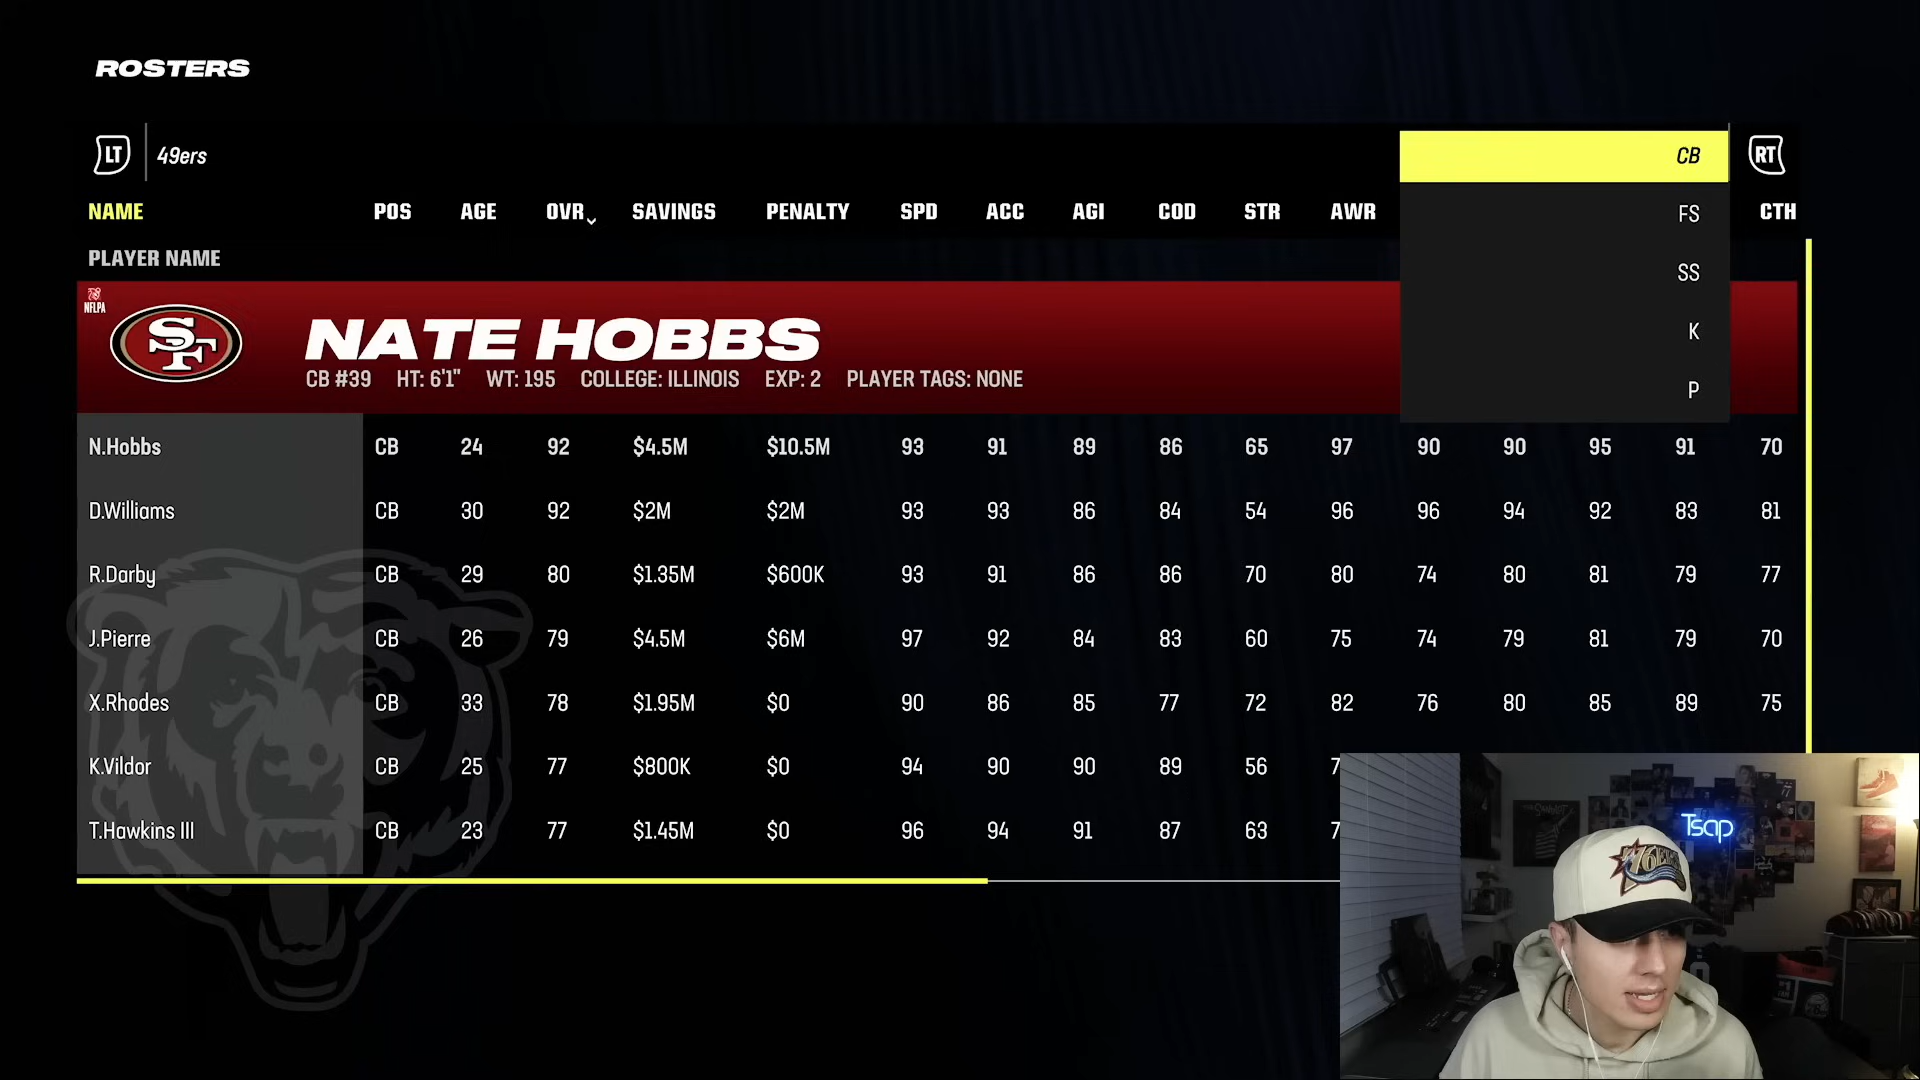 ROSTERS
LT 49ers CB RT
NAME POS AGE OVR SAVINGS PENALTY SPD ACC AGI COD STR AWR FS CTH
PLAYER NAME SS
NFLPA
SF NATE HOBBS K
CB #39 HT: 6'1" WT: 195 COLLEGE: ILLINOIS EXP: 2 PLAYER TAGS: NONE P
N.Hobbs CB 24 92 $4.5M $10.5M 93 91 89 86 65 97 90 90 95 91 70
D.Williams CB 30 92 $2M $2M 93 93 86 84 54 96 96 94 92 83 81
R.Darby CB 29 80 $1.35M $600K 93 91 86 86 70 80 74 80 81 79 77
J.Pierre CB 26 79 $4.5M $6M 97 92 84 83 60 75 74 79 81 79 70
X.Rhodes CB 33 78 $1.95M $0 90 86 85 77 72 82 76 80 85 89 75
K.Vildor CB 25 77 $800K $0 94 90 90 89 56 7
T.Hawkins III CB 23 77 $1.45M $0 96 94 91 87 63 7
Tsap
76ERS